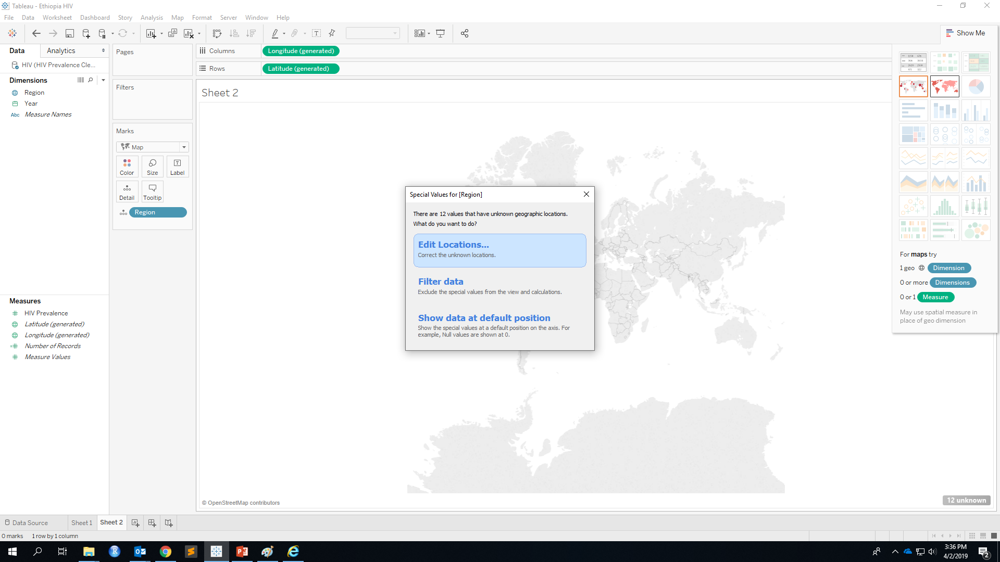 Tableau - Ethiopia HIV
File Data Worksheet Dashboard Story Analysis Map Format Server Window Help
Show Me
Data Analytics
HIV (HIV Prevalence Cle...
Dimensions
Region
Year
Abc Measure Names
Measures
HIV Prevalence
Latitude (generated)
Longitude (generated)
Number of Records
Measure Values
Pages
Filters
Marks
Map
Color Size Label
Detail Tooltip
Region
Columns Longitude (generated)
Rows Latitude (generated)
Sheet 2
Special Values for [Region]
There are 12 values that have unknown geographic locations.
What do you want to do?
Edit Locations...
Correct the unknown locations.
Filter data
Exclude the special values from the view and calculations.
Show data at default position
Show the special values at a default position on the axis. For
example, Null values are shown at 0.
© OpenStreetMap contributors
12 unknown
For maps try
1 geo Dimension
0 or more Dimensions
0 or 1 Measure
May use spatial measure in
place of geo dimension
Data Source Sheet 1 Sheet 2
0 marks 1 row by 1 column
3:36 PM
4/2/2019
2